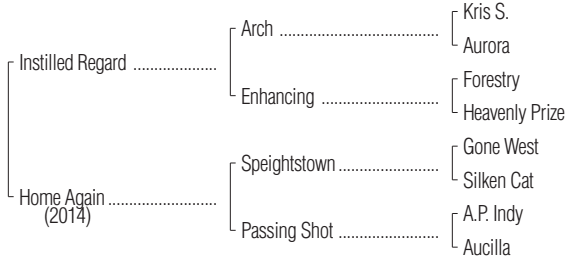 Kris S.
Arch ........................................
Aurora
Instilled Regard .....................
Forestry
Enhancing .............................
Heavenly Prize
Gone West
Speightstown .........................
Silken Cat
Home Again ...........................
(2014)
A.P. Indy
Passing Shot .........................
Aucilla